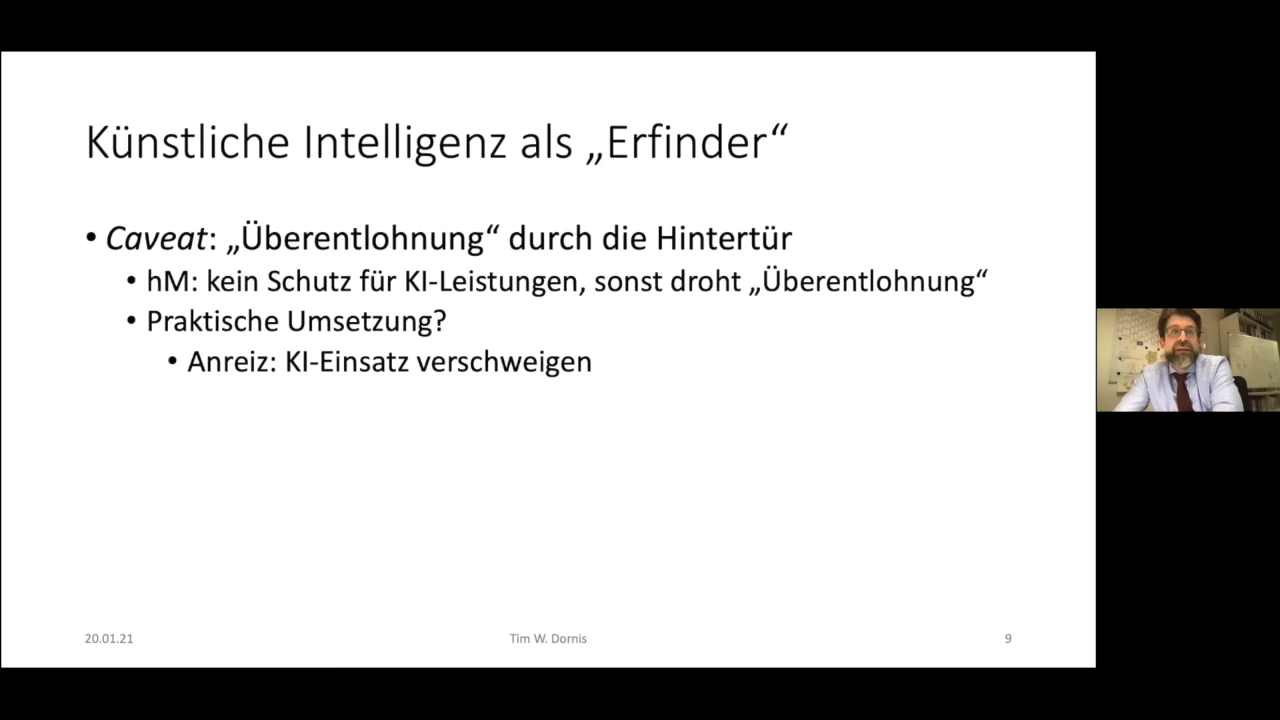 Künstliche Intelligenz als „Erfinder“
• Caveat: „Überentlohnung“ durch die Hintertür
• hM: kein Schutz für KI-Leistungen, sonst droht „Überentlohnung“
• Praktische Umsetzung?
• Anreiz: KI-Einsatz verschweigen
20.01.21
Tim W. Dornis
9